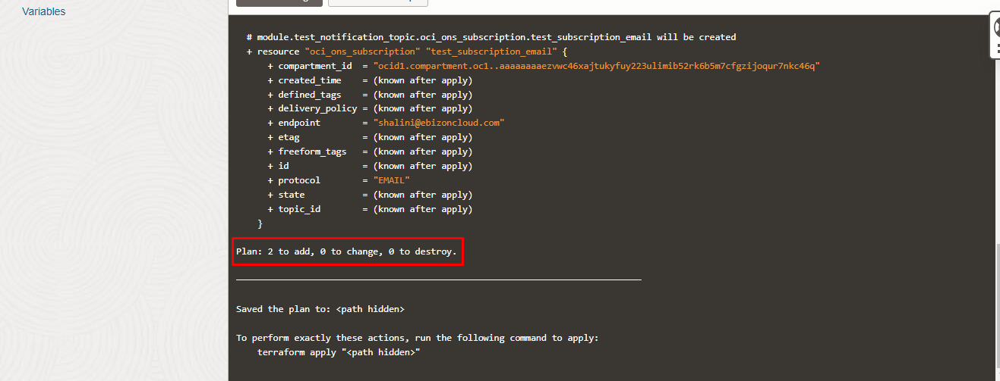 Variables
# module.test_notification_topic.oci_ons_subscription.test_subscription_email will be created
+ resource "oci_ons_subscription" "test_subscription_email" {
+ compartment_id = "ocid1.compartment.oc1..aaaaaaaaezvwc46xajtukyfuy223ulimib52rk6b5m7cfgzijoqur7nkc46q"
+ created_time = (known after apply)
+ defined_tags = (known after apply)
+ delivery_policy = (known after apply)
+ endpoint = "shalini@ebizoncloud.com"
+ etag = (known after apply)
+ freeform_tags = (known after apply)
+ id = (known after apply)
+ protocol = "EMAIL"
+ state = (known after apply)
+ topic_id = (known after apply)
}
Plan: 2 to add, 0 to change, 0 to destroy.
Saved the plan to: <path hidden>
To perform exactly these actions, run the following command to apply:
terraform apply "<path hidden>"